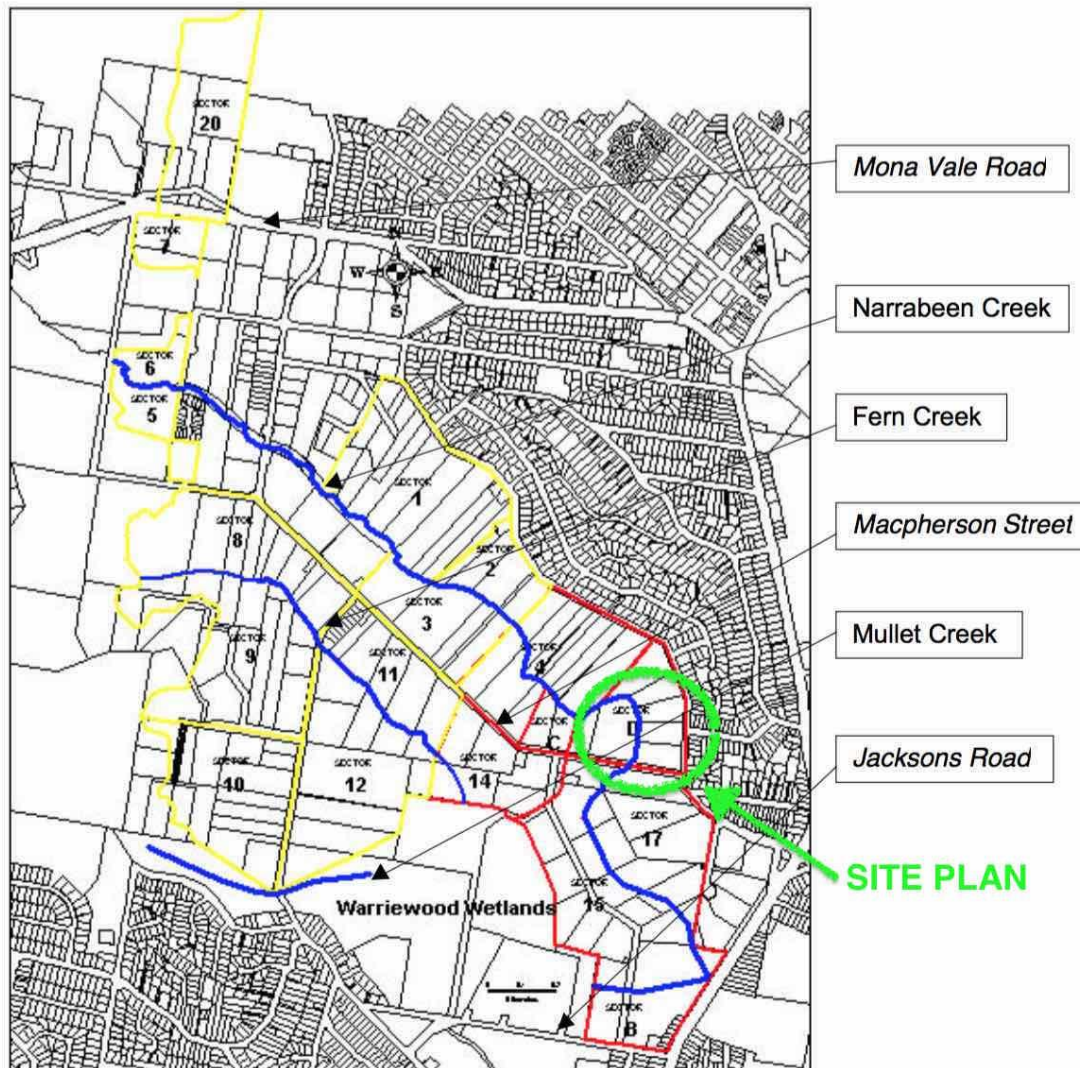 SECTOR
20
Mona Vale Road
SECTOR
7
N
W
E
S
Narrabeen Creek
SECTOR
6
SECTOR
5
Fern Creek
SECTOR
1
Macpherson Street
SECTOR
8
SECTOR
2
SECTOR
3
Mullet Creek
SECTOR
9
SECTOR
11
SECTOR
4
SECTOR
C
SECTOR
D
Jacksons Road
SECTOR
10
SECTOR
12
SECTOR
14
SECTOR
17
SITE PLAN
SECTOR
15
Warriewood Wetlands
SECTOR
B